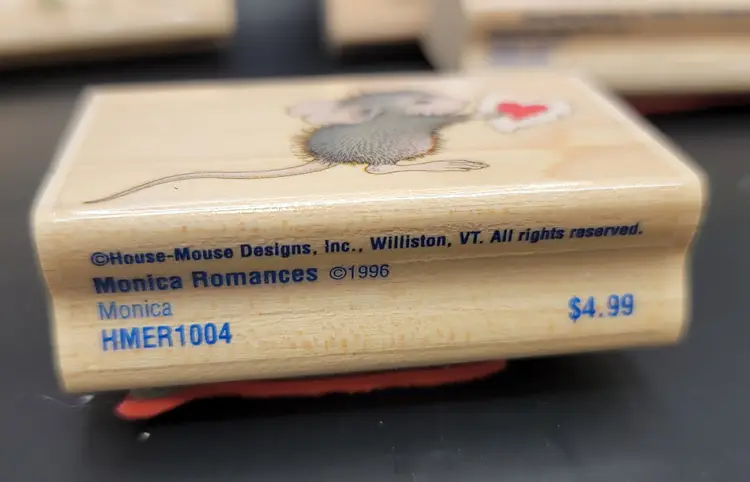 ©House-Mouse Designs, Inc., Williston, VT. All rights reserved.
Monica Romances ©1996
Monica
HMER1004
$4.99